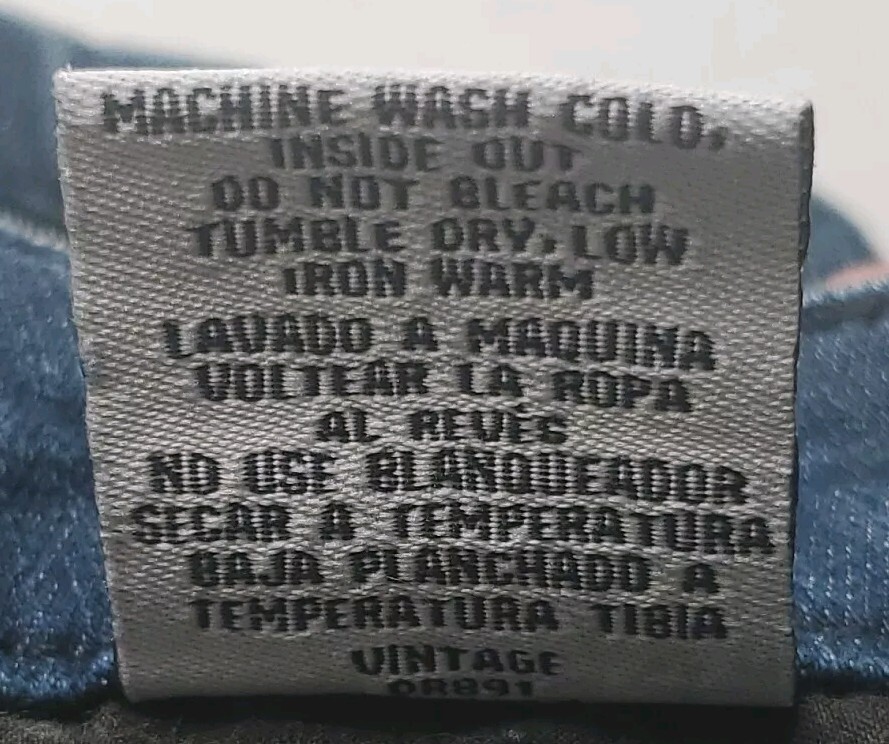 MACHINE WASH COLD,
INSIDE OUT
DO NOT BLEACH
TUMBLE DRY, LOW
IRON WARM
LAVADO A MAQUINA
VOLTEAR LA ROPA
AL REVÉS
NO USE BLANQUEADOR
SECAR A TEMPERATURA
BAJA PLANCHADO A
TEMPERATURA TIBIA
VINTAGE